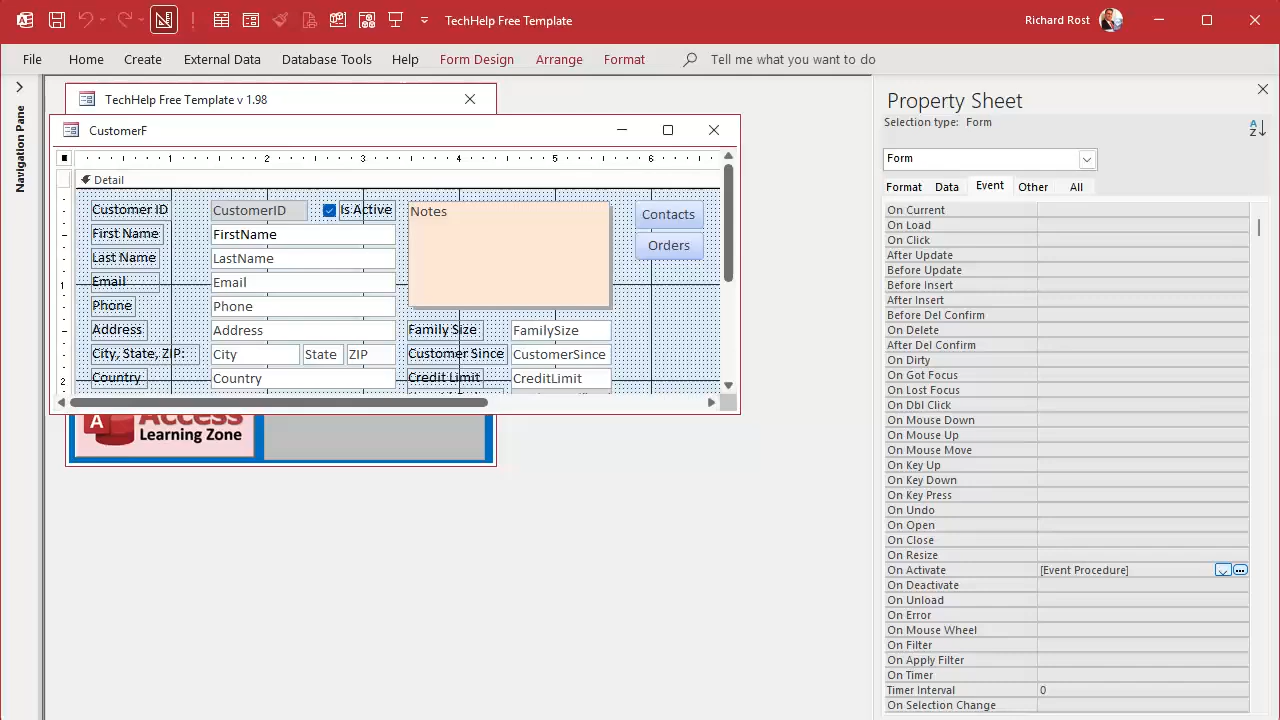 TechHelp Free Template
Richard Rost
File
Home
Create
External Data
Database Tools
Help
Form Design
Arrange
Format
Tell me what you want to do
Navigation Pane
TechHelp Free Template v 1.98
CustomerF
1 2 3 4 5 6
Detail
1
2
Customer ID CustomerID Is Active
First Name FirstName
Last Name LastName
Email Email
Phone Phone
Address Address
City, State, ZIP: City State ZIP
Country Country
Notes
Family Size FamilySize
Customer Since CustomerSince
Credit Limit CreditLimit
Contacts
Orders
A Access
Learning Zone
Property Sheet
Selection type: Form
Form
Format Data Event Other All
On Current
On Load
On Click
After Update
Before Update
Before Insert
After Insert
Before Del Confirm
On Delete
After Del Confirm
On Dirty
On Got Focus
On Lost Focus
On Dbl Click
On Mouse Down
On Mouse Up
On Mouse Move
On Key Up
On Key Down
On Key Press
On Undo
On Open
On Close
On Resize
On Activate [Event Procedure]
On Deactivate
On Unload
On Error
On Mouse Wheel
On Filter
On Apply Filter
On Timer
Timer Interval 0
On Selection Change